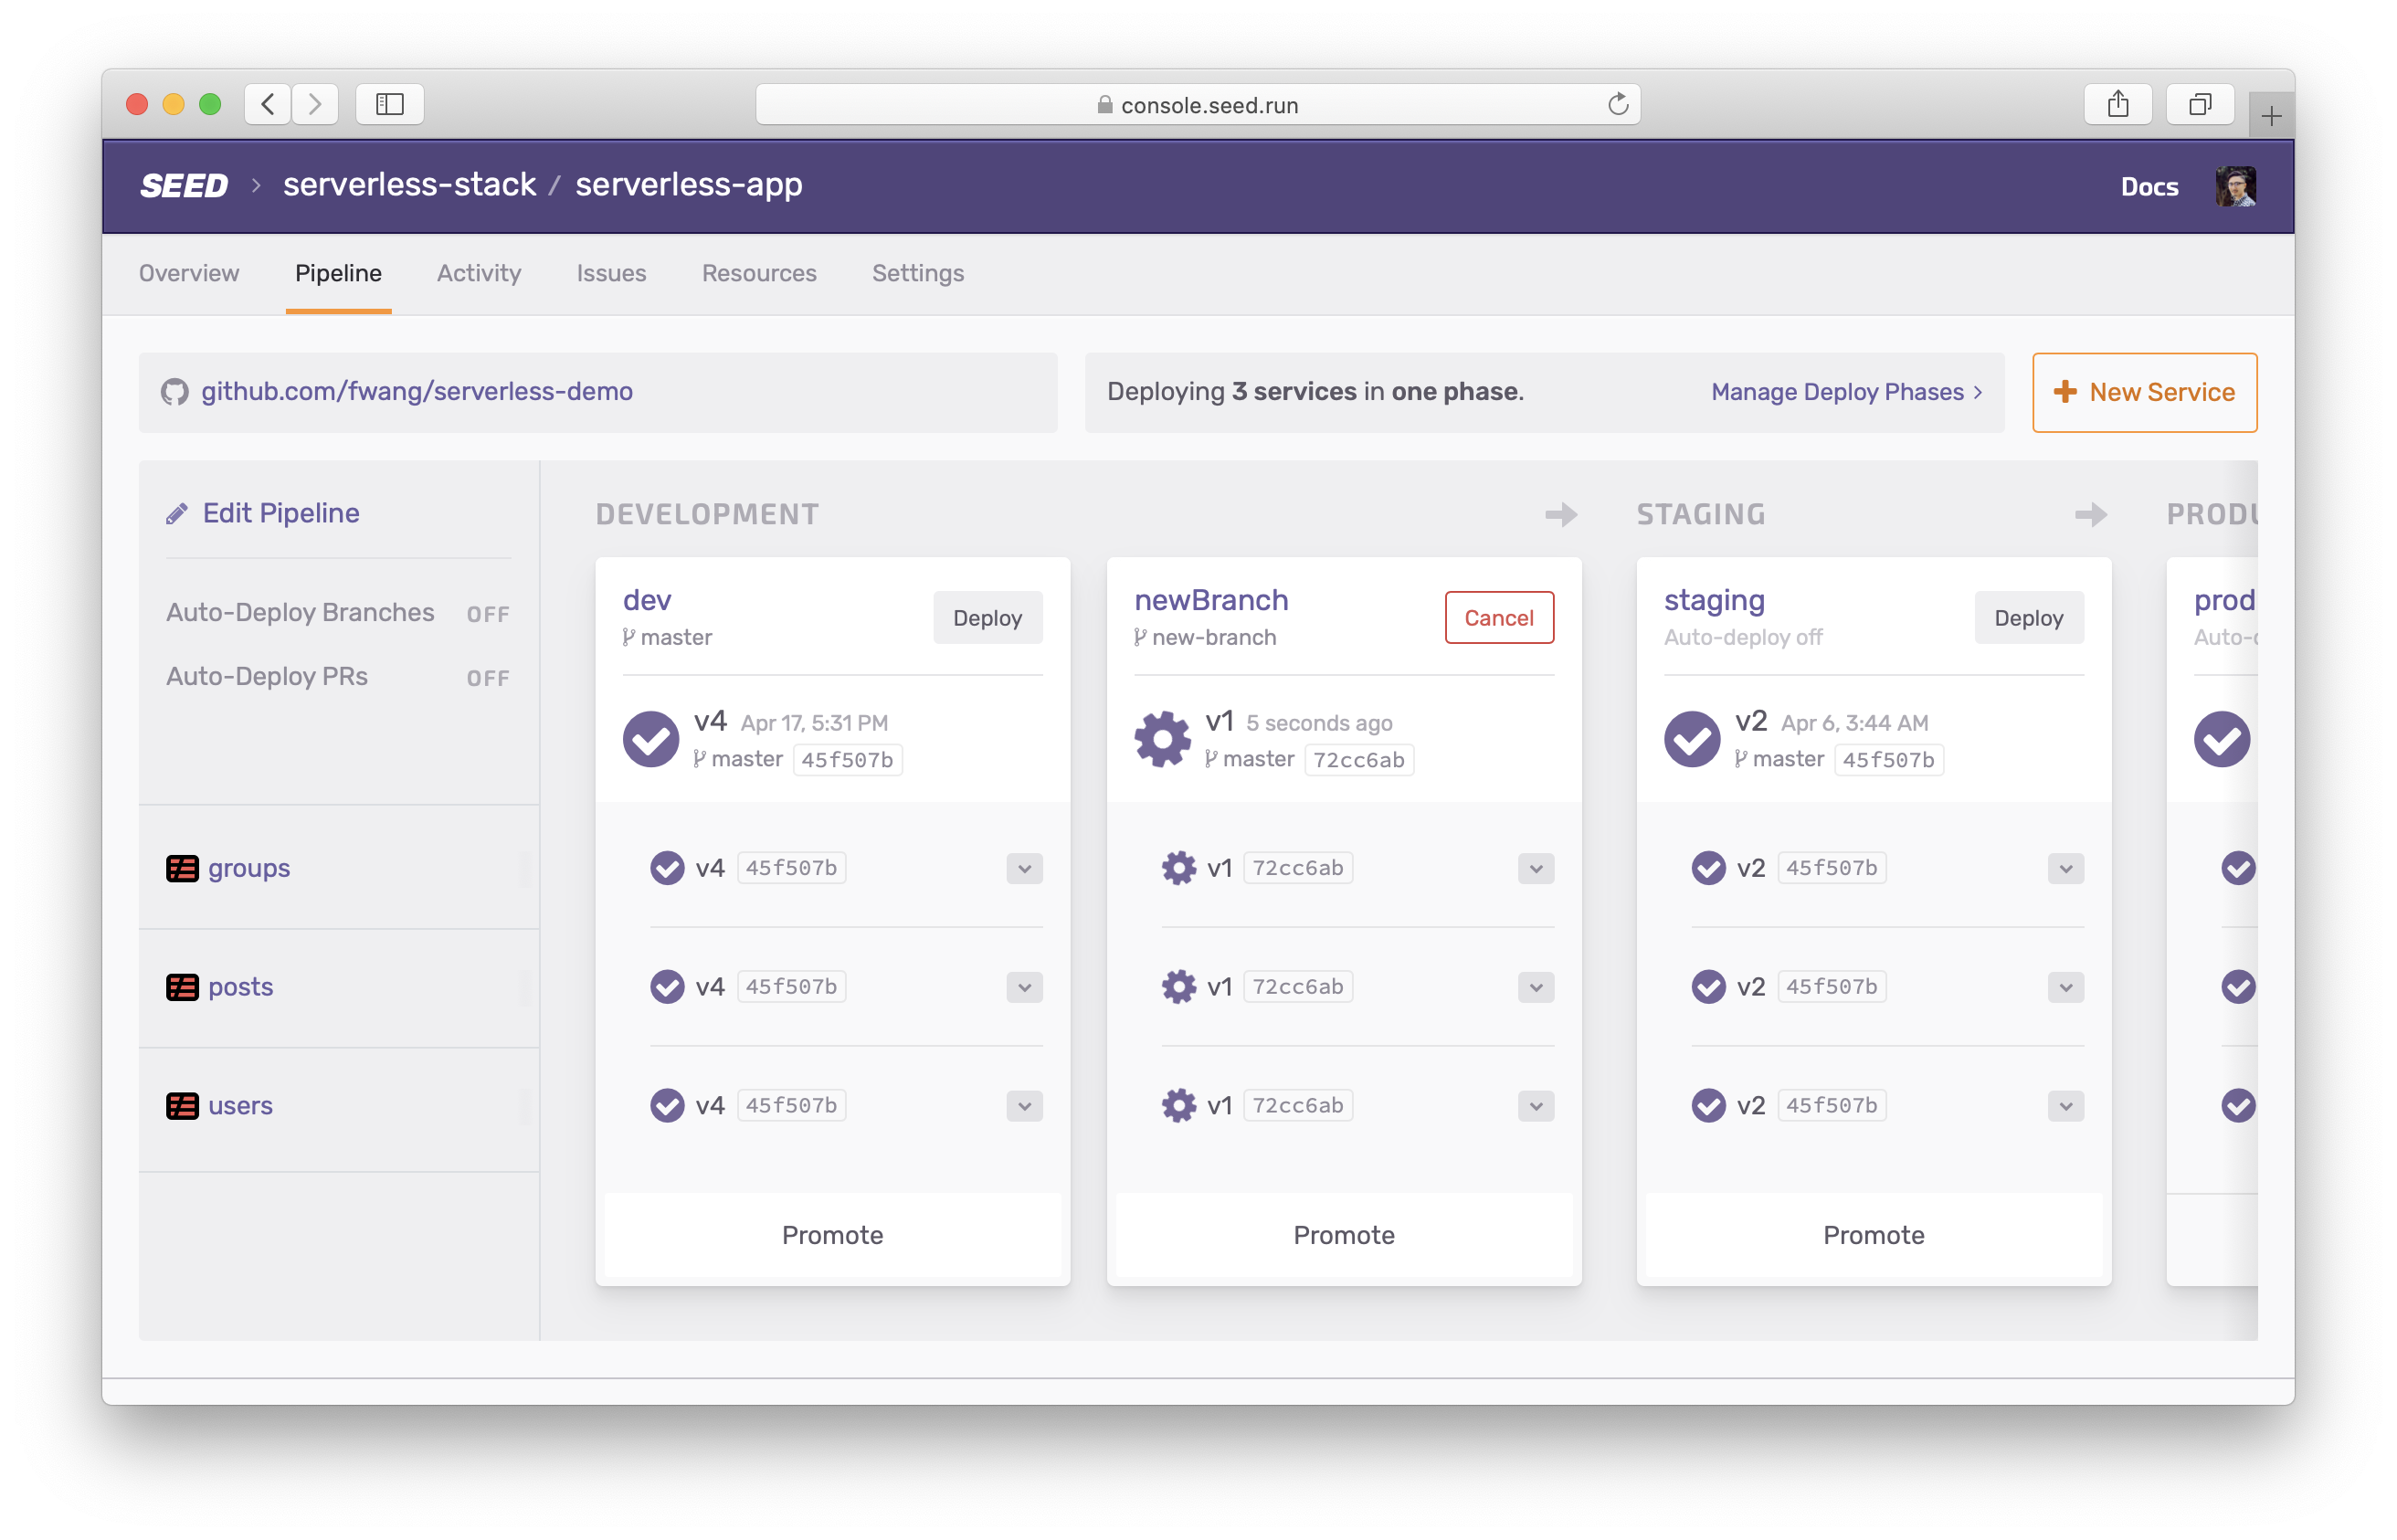 console.seed.run
SEED > serverless-stack / serverless-app
Docs
Overview Pipeline Activity Issues Resources Settings
github.com/fwang/serverless-demo
Deploying 3 services in one phase.
Manage Deploy Phases >
+ New Service
Edit Pipeline
Auto-Deploy Branches OFF
Auto-Deploy PRs OFF
groups
posts
users
DEVELOPMENT
dev
master
Deploy
v4 Apr 17, 5:31 PM
master 45f507b
v4 45f507b
v4 45f507b
v4 45f507b
Promote
newBranch
new-branch
Cancel
v1 5 seconds ago
master 72cc6ab
v1 72cc6ab
v1 72cc6ab
v1 72cc6ab
Promote
STAGING
staging
Auto-deploy off
Deploy
v2 Apr 6, 3:44 AM
master 45f507b
v2 45f507b
v2 45f507b
v2 45f507b
Promote
PRODU
prod
Auto-